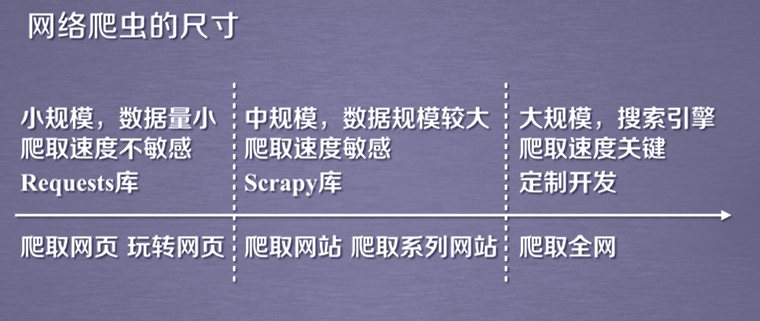 网络爬虫的尺寸
小规模，数据量小
爬取速度不敏感
Requests库
中规模，数据规模较大
爬取速度敏感
Scrapy库
大规模，搜索引擎
爬取速度关键
定制开发
爬取网页 玩转网页
爬取网站 爬取系列网站
爬取全网